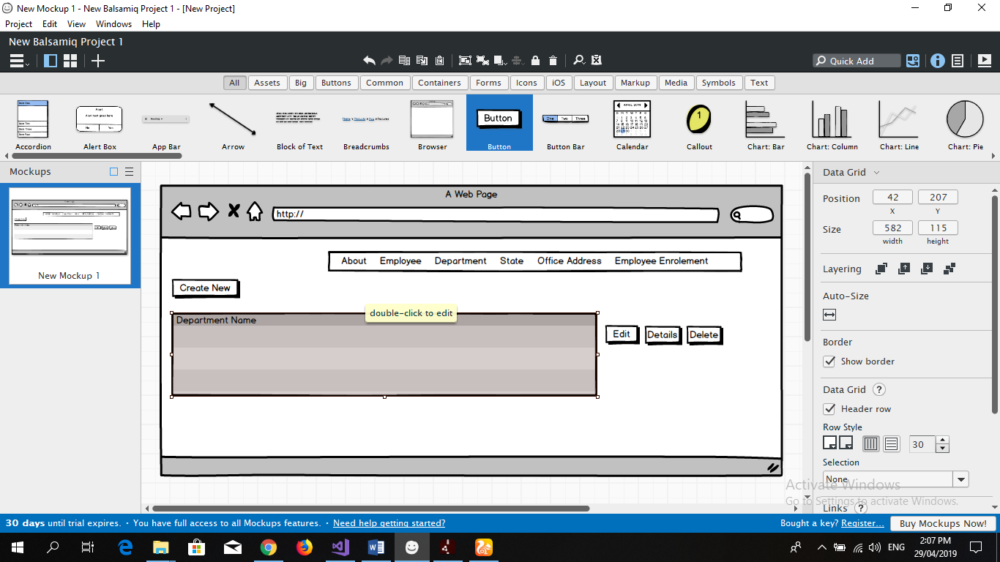 New Mockup 1 - New Balsamiq Project 1 - [New Project]
Project Edit View Windows Help
New Balsamiq Project 1
Quick Add
All Assets Big Buttons Common Containers Forms Icons iOS Layout Markup Media Symbols Text
Button
One Two Three
APRIL 2019
1
Accordion Alert Box App Bar Arrow Block of Text Breadcrumbs Browser Button Button Bar Calendar Callout Chart: Bar Chart: Column Chart: Line Chart: Pie
Mockups
New Mockup 1
A Web Page
http://
About Employee Department State Office Address Employee Enrolement
Create New
double-click to edit
Department Name
Edit Details Delete
Data Grid
Position 42 207
X Y
Size 582 115
width height
Layering
Auto-Size
Border
Show border
Data Grid ?
Header row
Row Style
30
Selection
None
Activate Windows
Go to Settings to activate Windows.
Links ?
30 days until trial expires. · You have full access to all Mockups features. · Need help getting started?
Bought a key? Register... Buy Mockups Now!
ENG
2:07 PM
29/04/2019